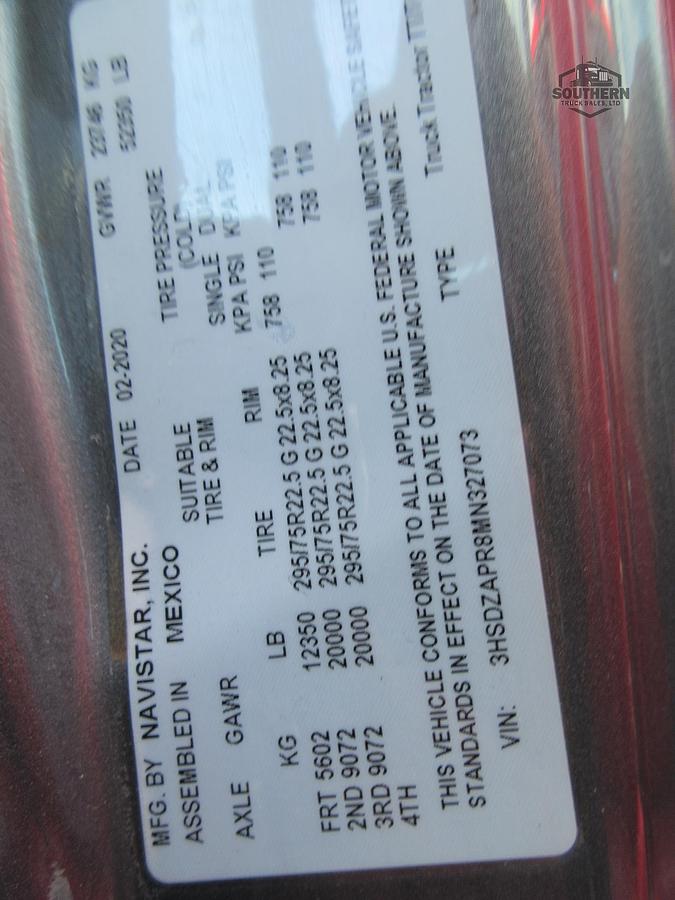 MFG. BY NAVISTAR, INC. DATE 02-2020 GVWR 23746 KG
ASSEMBLED IN MEXICO 52350 LB
SUITABLE TIRE PRESSURE
TIRE & RIM (COLD)
AXLE GAWR SINGLE DUAL
KG LB TIRE RIM KPA PSI KPA PSI
FRT 5602 12350 295/75R22.5 G 22.5x8.25 758 110
2ND 9072 20000 295/75R22.5 G 22.5x8.25 758 110
3RD 9072 20000 295/75R22.5 G 22.5x8.25 758 110
4TH
THIS VEHICLE CONFORMS TO ALL APPLICABLE U.S. FEDERAL MOTOR VEHICLE
STANDARDS IN EFFECT ON THE DATE OF MANUFACTURE SHOWN ABOVE.
VIN: 3HSDZAPR8MN327073 TYPE Truck Tractor
SOUTHERN
TRUCK SALES, LTD